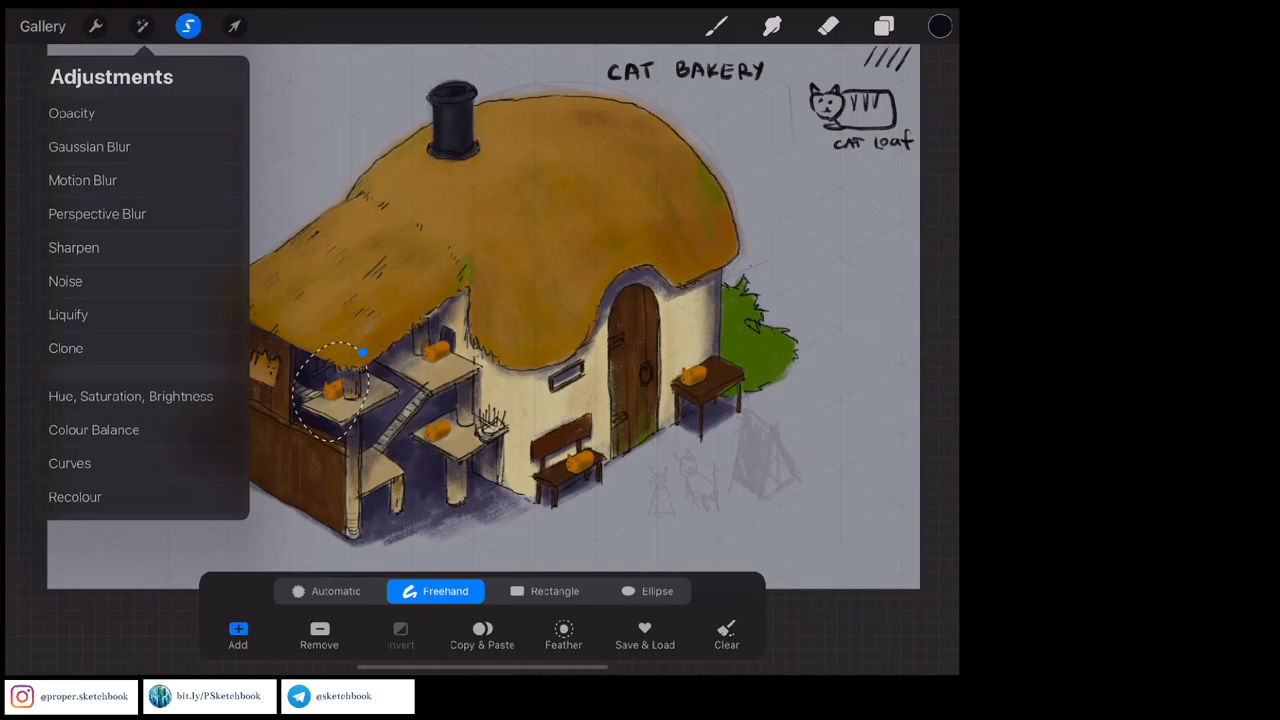 Gallery
CAT BAKERY
CAT LOAF
Adjustments
Opacity
Gaussian Blur
Motion Blur
Perspective Blur
Sharpen
Noise
Liquify
Clone
Hue, Saturation, Brightness
Colour Balance
Curves
Recolour
Automatic
Freehand
Rectangle
Ellipse
Add
Remove
Invert
Copy & Paste
Feather
Save & Load
Clear
@proper.sketchbook
bit.ly/PSketchbook
@sketchbook